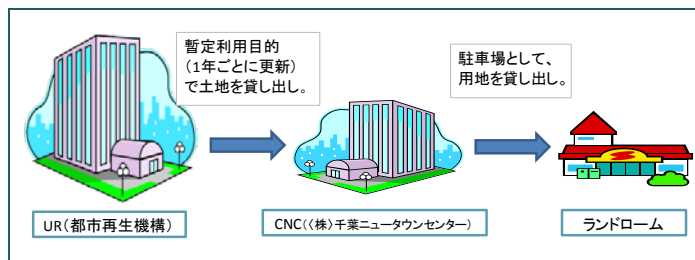 暫定利用目的
（1年ごとに更新）
で土地を貸し出し。
駐車場として、
用地を貸し出し。
UR（都市再生機構）
CNC（〈株〉千葉ニュータウンセンター）
ランドローム